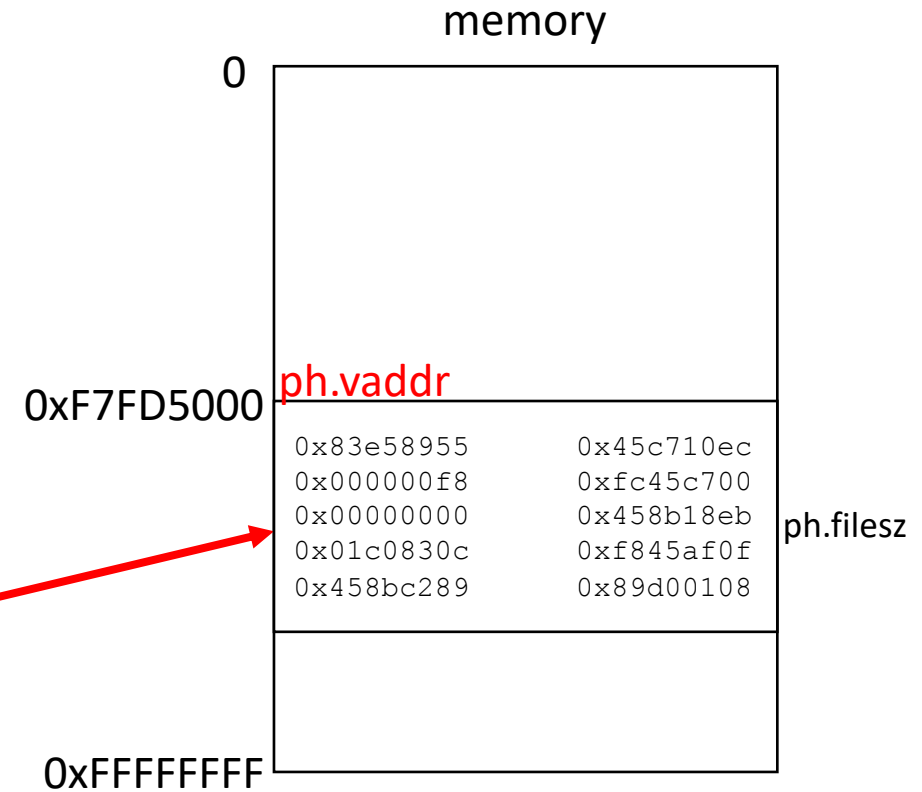 memory
0
ph.vaddr
0xF7FD5000
0x83e58955 0x45c710ec
0x000000f8 0xfc45c700
0x00000000 0x458b18eb
ph.filesz
0x01c0830c 0xf845af0f
0x458bc289 0x89d00108
0xFFFFFFFF